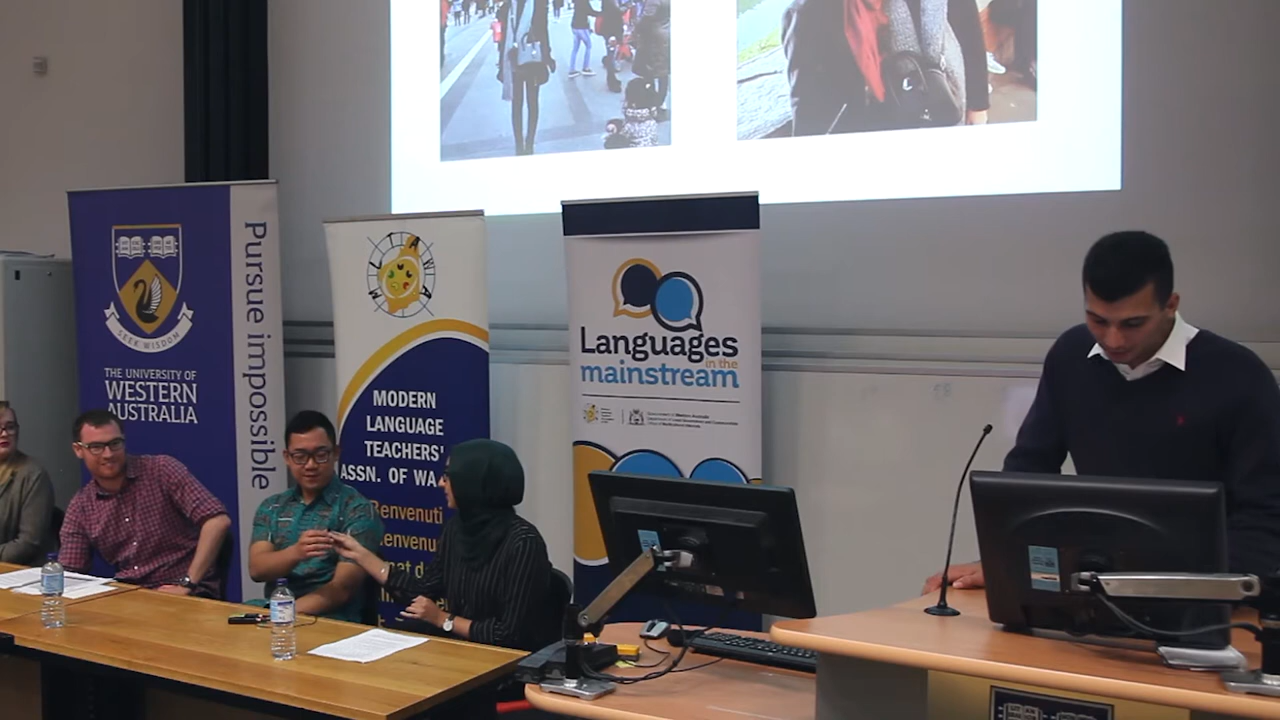 SEEK WISDOM
THE UNIVERSITY OF
WESTERN
AUSTRALIA
Pursue impossible
MLTAWA
MODERN
LANGUAGE
TEACHERS'
ASSN. OF WA
Benvenuti
Languages
in the
mainstream